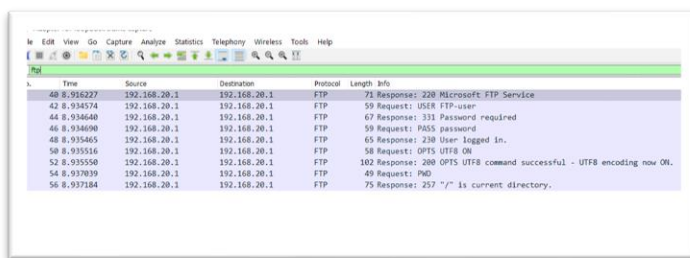 Edit View Go Capture Analyze Statistics Telephony Wireless Tools Help
ftp
Time Source Destination Protocol Length Info
40 8.916227 192.168.20.1 192.168.20.1 FTP 71 Response: 220 Microsoft FTP Service
42 8.934574 192.168.20.1 192.168.20.1 FTP 59 Request: USER FTP-user
44 8.934640 192.168.20.1 192.168.20.1 FTP 67 Response: 331 Password required
46 8.934690 192.168.20.1 192.168.20.1 FTP 59 Request: PASS password
48 8.935465 192.168.20.1 192.168.20.1 FTP 65 Response: 230 User logged in.
50 8.935516 192.168.20.1 192.168.20.1 FTP 58 Request: OPTS UTF8 ON
52 8.935550 192.168.20.1 192.168.20.1 FTP 102 Response: 200 OPTS UTF8 command successful - UTF8 encoding now ON.
54 8.937039 192.168.20.1 192.168.20.1 FTP 49 Request: PWD
56 8.937184 192.168.20.1 192.168.20.1 FTP 75 Response: 257 "/" is current directory.